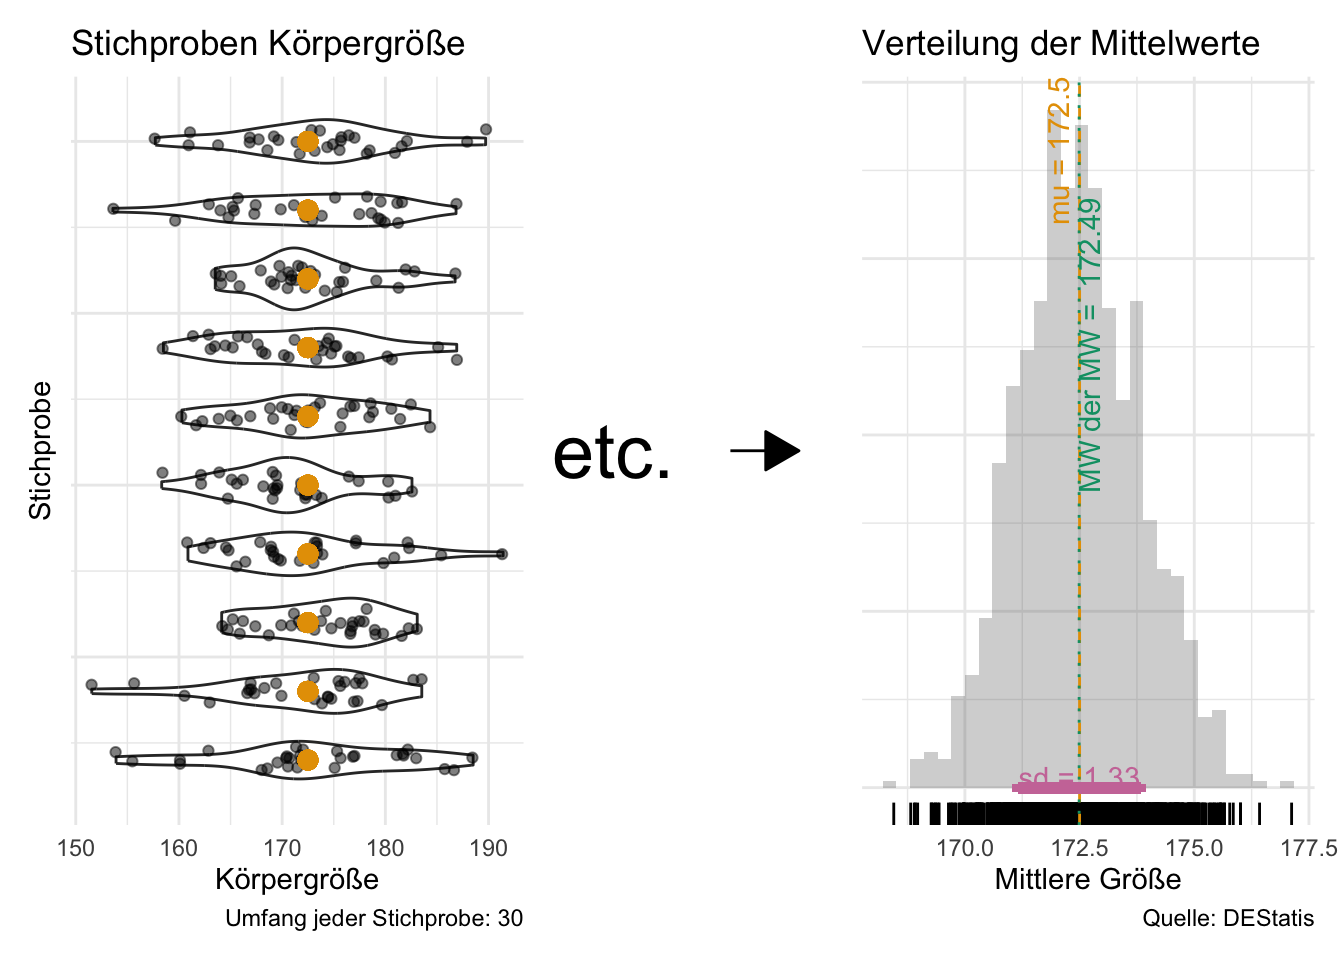 Stichproben Körpergröße
Stichprobe
150 160 170 180 190
Körpergröße
Umfang jeder Stichprobe: 30
etc.
Verteilung der Mittelwerte
mu = 172.5
MW der MW = 172.49
sd = 1.33
170.0 172.5 175.0 177.5
Mittlere Größe
Quelle: DEStatis